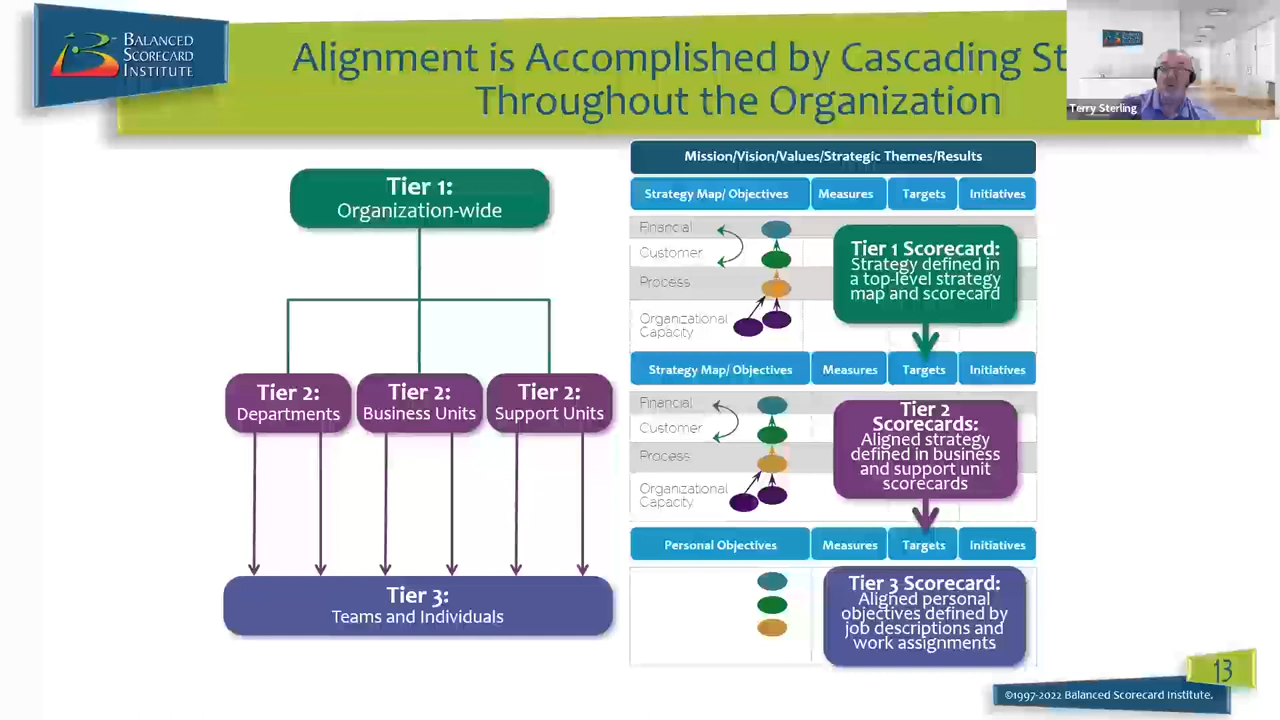 BALANCED
SCORECARD
INSTITUTE
Alignment is Accomplished by Cascading St
Throughout the Organization
Terry Sterling
Tier 1:
Organization-wide
Tier 2:
Departments
Tier 2:
Business Units
Tier 2:
Support Units
Tier 3:
Teams and Individuals
Mission/Vision/Values/Strategic Themes/Results
Strategy Map/ Objectives
Measures
Targets
Initiatives
Financial
Customer
Process
Organizational
Capacity
Tier 1 Scorecard:
Strategy defined in
a top-level strategy
map and scorecard
Strategy Map/ Objectives
Measures
Targets
Initiatives
Financial
Customer
Process
Organizational
Capacity
Tier 2
Scorecards:
Aligned strategy
defined in business
and support unit
scorecards
Personal Objectives
Measures
Targets
Initiatives
Tier 3 Scorecard:
Aligned personal
objectives defined by
job descriptions and
work assignments
13
©1997-2022 Balanced Scorecard Institute.